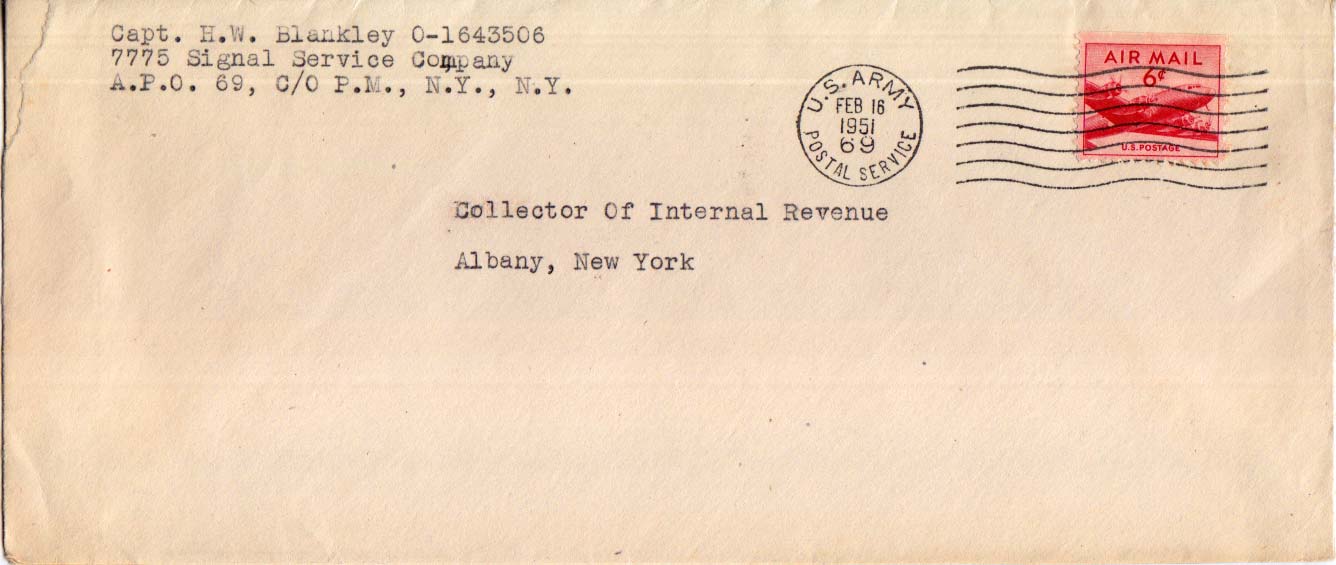 Capt. H.W. Blankley O-1643506
7775 Signal Service Company
A.P.O. 69, C/O P.M., N.Y., N.Y.
U.S. ARMY
FEB 16
1951
69
POSTAL SERVICE
AIR MAIL
6¢
U.S. POSTAGE
Collector Of Internal Revenue
Albany, New York